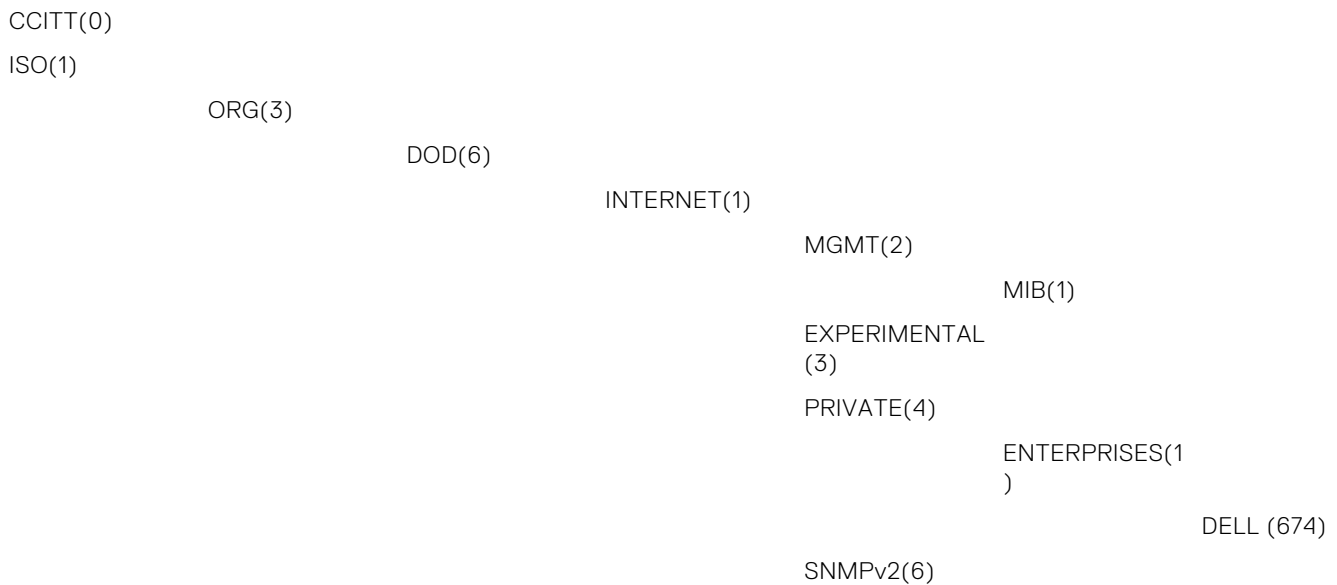 CCITT(0)
ISO(1)
ORG(3)
DOD(6)
INTERNET(1)
MGMT(2)
MIB(1)
EXPERIMENTAL
(3)
PRIVATE(4)
ENTERPRISES(1
)
DELL (674)
SNMPv2(6)